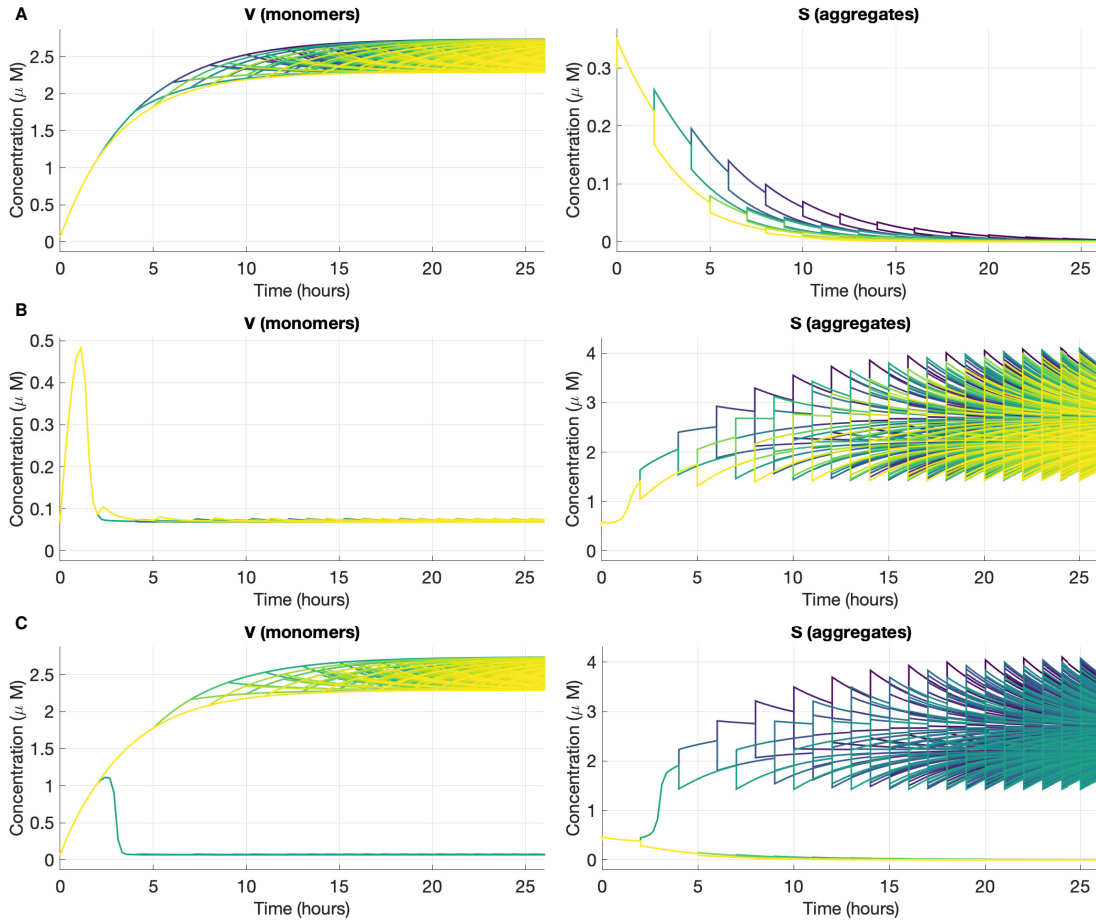 A
V (monomers)
S (aggregates)
Concentration (μ M)
2.5
2
1.5
1
0.5
0
0 5 10 15 20 25
Time (hours)
Concentration (μ M)
0.3
0.2
0.1
0
0 5 10 15 20 25
Time (hours)
B
V (monomers)
S (aggregates)
Concentration (μ M)
0.5
0.4
0.3
0.2
0.1
0
0 5 10 15 20 25
Time (hours)
Concentration (μ M)
4
3
2
1
0
0 5 10 15 20 25
Time (hours)
C
V (monomers)
S (aggregates)
Concentration (μ M)
2.5
2
1.5
1
0.5
0
0 5 10 15 20 25
Time (hours)
Concentration (μ M)
4
3
2
1
0
0 5 10 15 20 25
Time (hours)